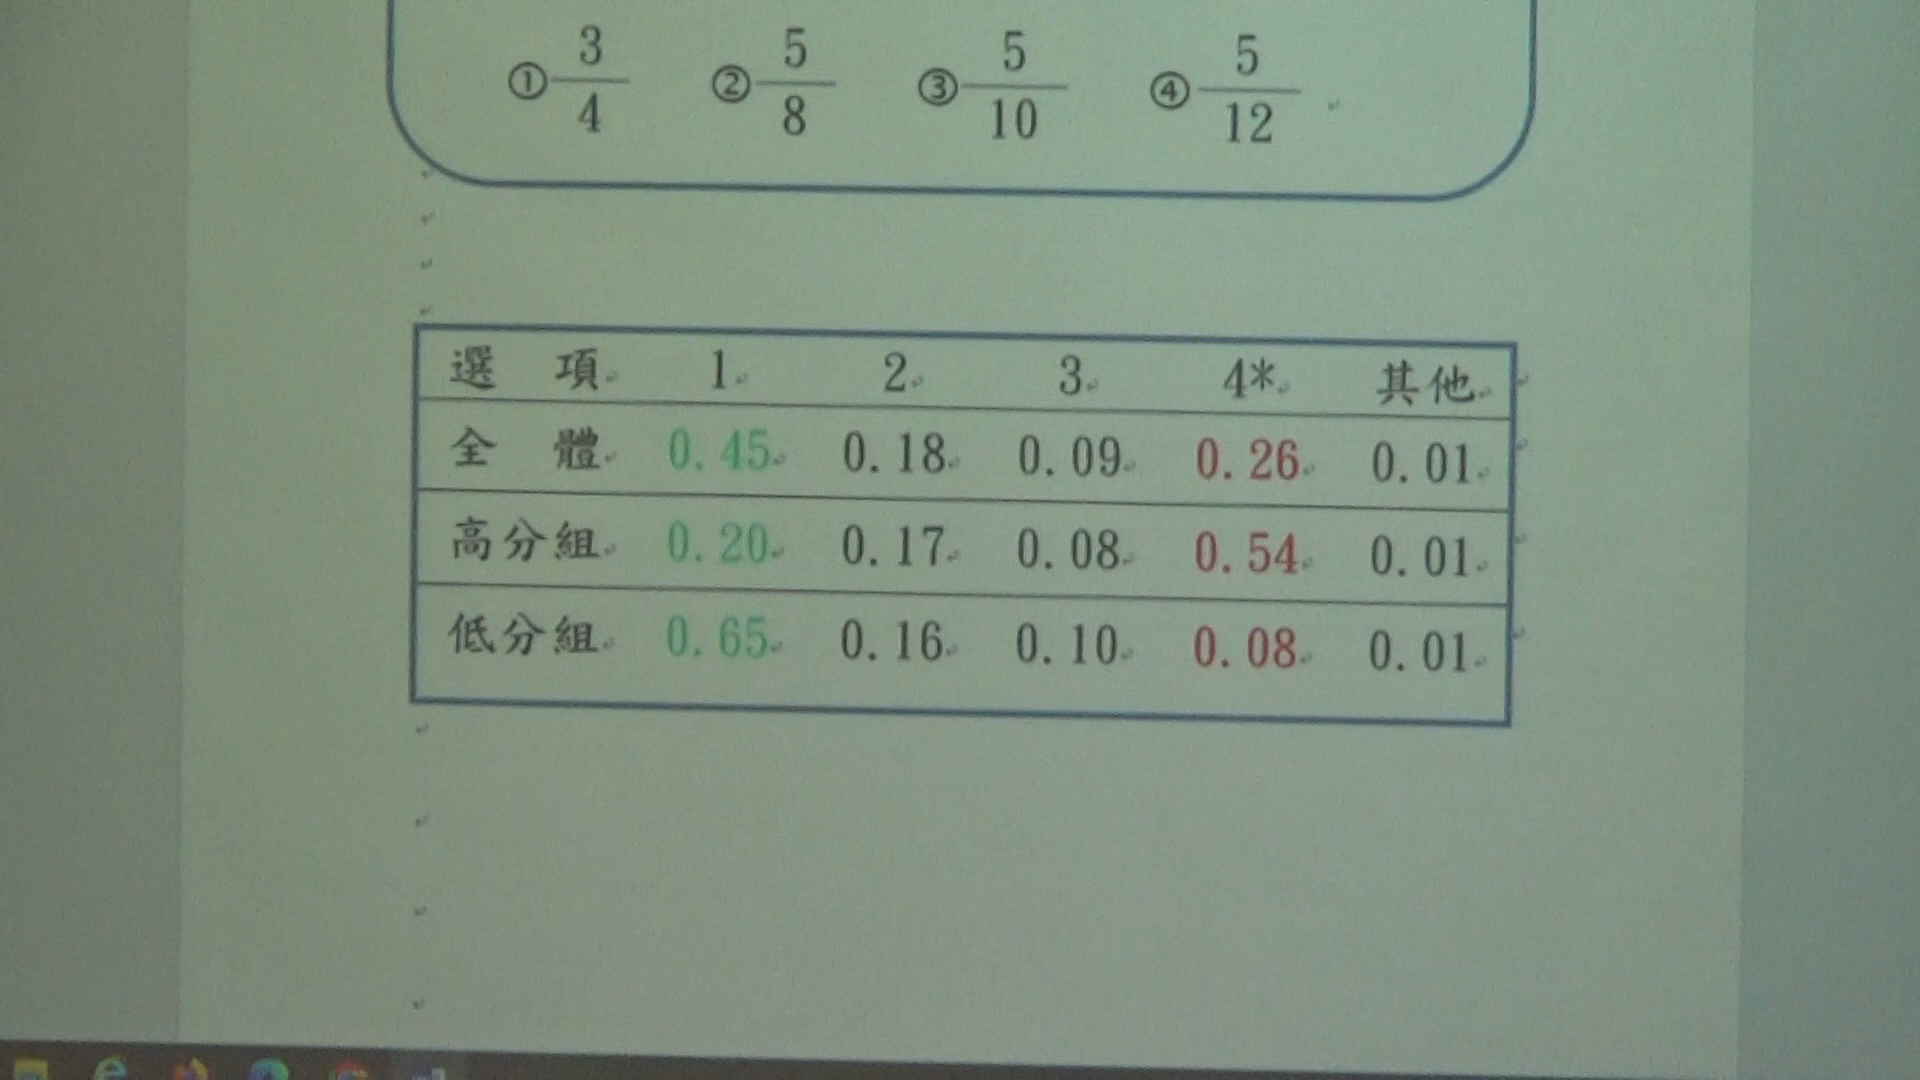 ① 3/4 ② 5/8 ③ 5/10 ④ 5/12
選 項 1 2 3 4* 其他
全 體 0.45 0.18 0.09 0.26 0.01
高分組 0.20 0.17 0.08 0.54 0.01
低分組 0.65 0.16 0.10 0.08 0.01